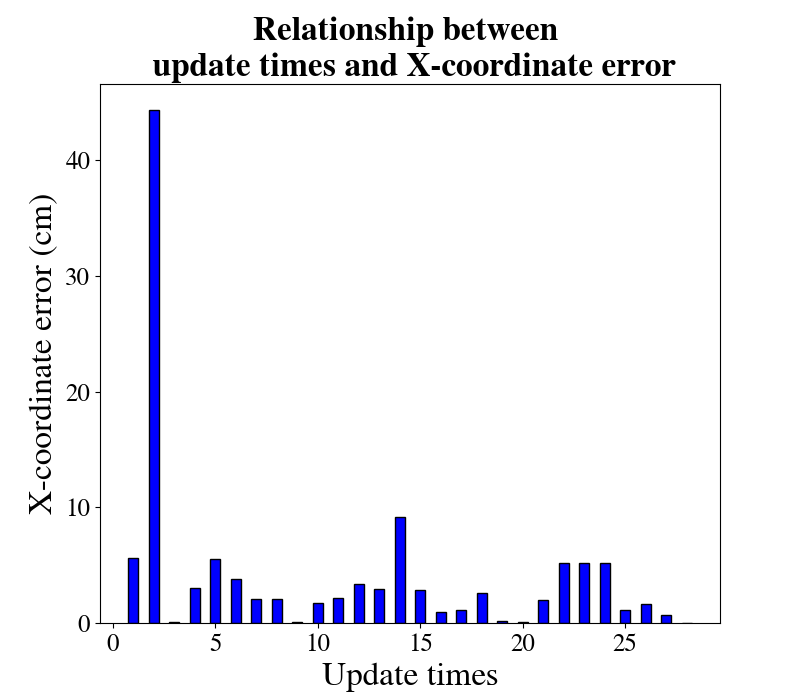 Relationship between
update times and X-coordinate error
X-coordinate error (cm)
40
30
20
10
0
0 5 10 15 20 25
Update times